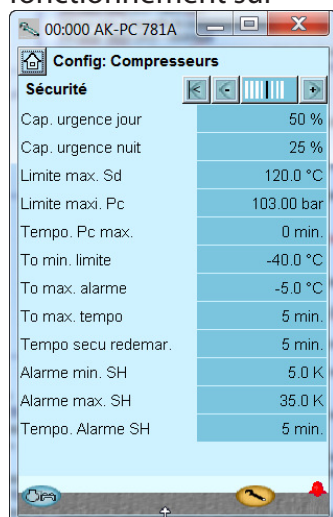 fonctionnement sur
00:000 AK-PC 781A
Config: Compresseurs
Sécurité
Cap. urgence jour 50 %
Cap. urgence nuit 25 %
Limite max. Sd 120.0 °C
Limite maxi. Pc 103.00 bar
Tempo. Pc max. 0 min.
To min. limite -40.0 °C
To max. alarme -5.0 °C
To max. tempo 5 min.
Tempo secu redemar. 5 min.
Alarme min. SH 5.0 K
Alarme max. SH 35.0 K
Tempo. Alarme SH 5 min.